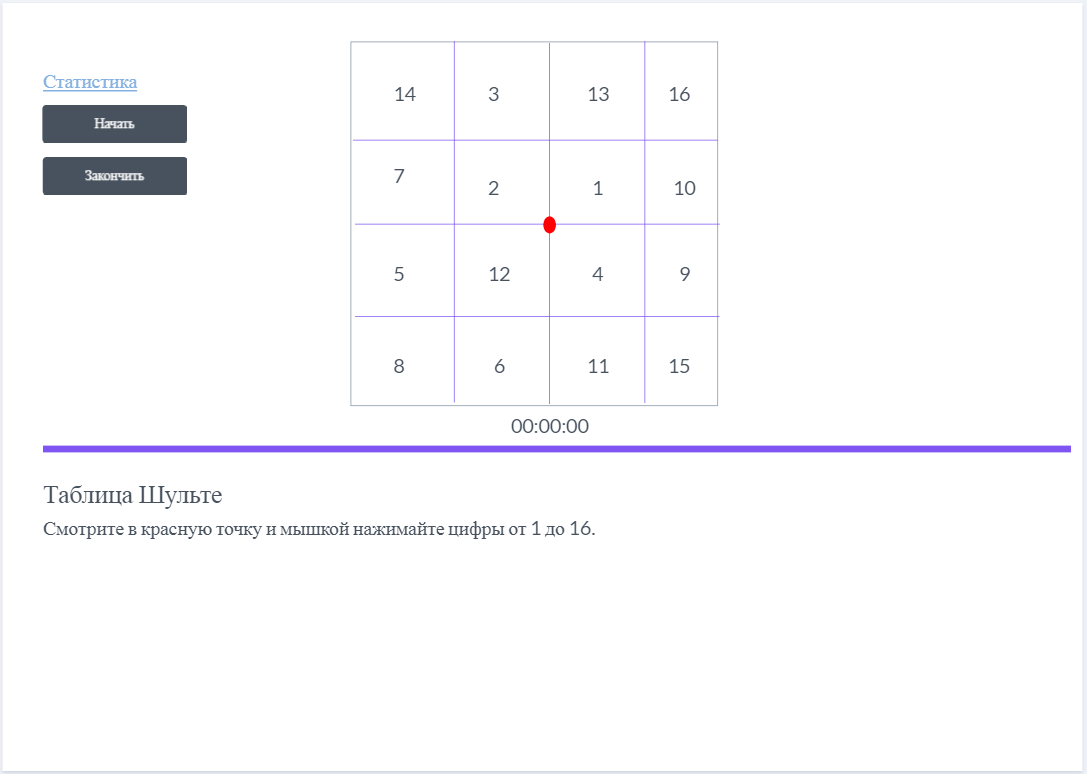 Статистика
Начать
Закончить
14 3 13 16
7 2 1 10
5 12 4 9
8 6 11 15
00:00:00
Таблица Шульте
Смотрите в красную точку и мышкой нажимайте цифры от 1 до 16.